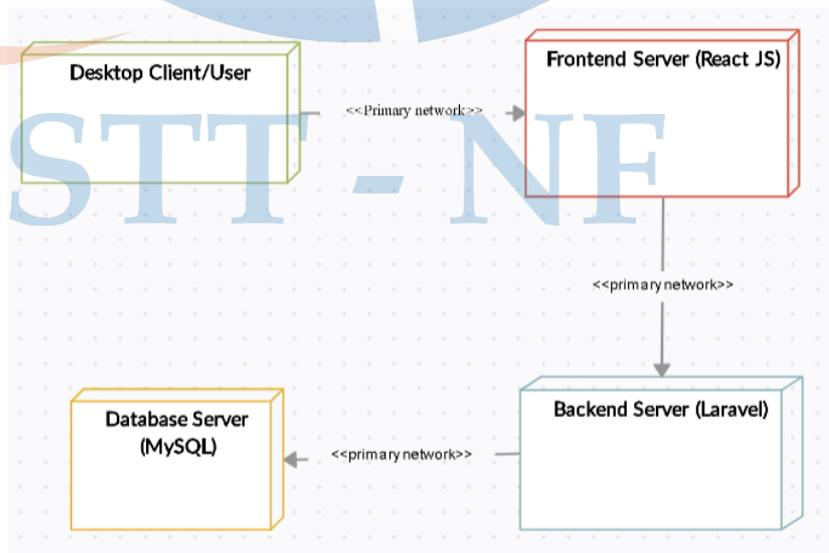 Desktop Client/User
<<Primary network>>
Frontend Server (React JS)
STT - NF
<<primary network>>
Database Server
(MySQL)
<<primary network>>
Backend Server (Laravel)